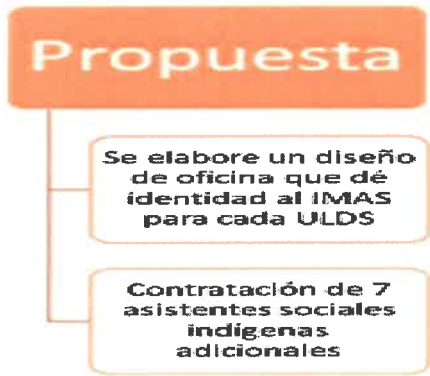 Propuesta
Se elabore un diseño
de oficina que dé
identidad al IMAS
para cada ULDS
Contratación de 7
asistentes sociales
indígenas
adicionales